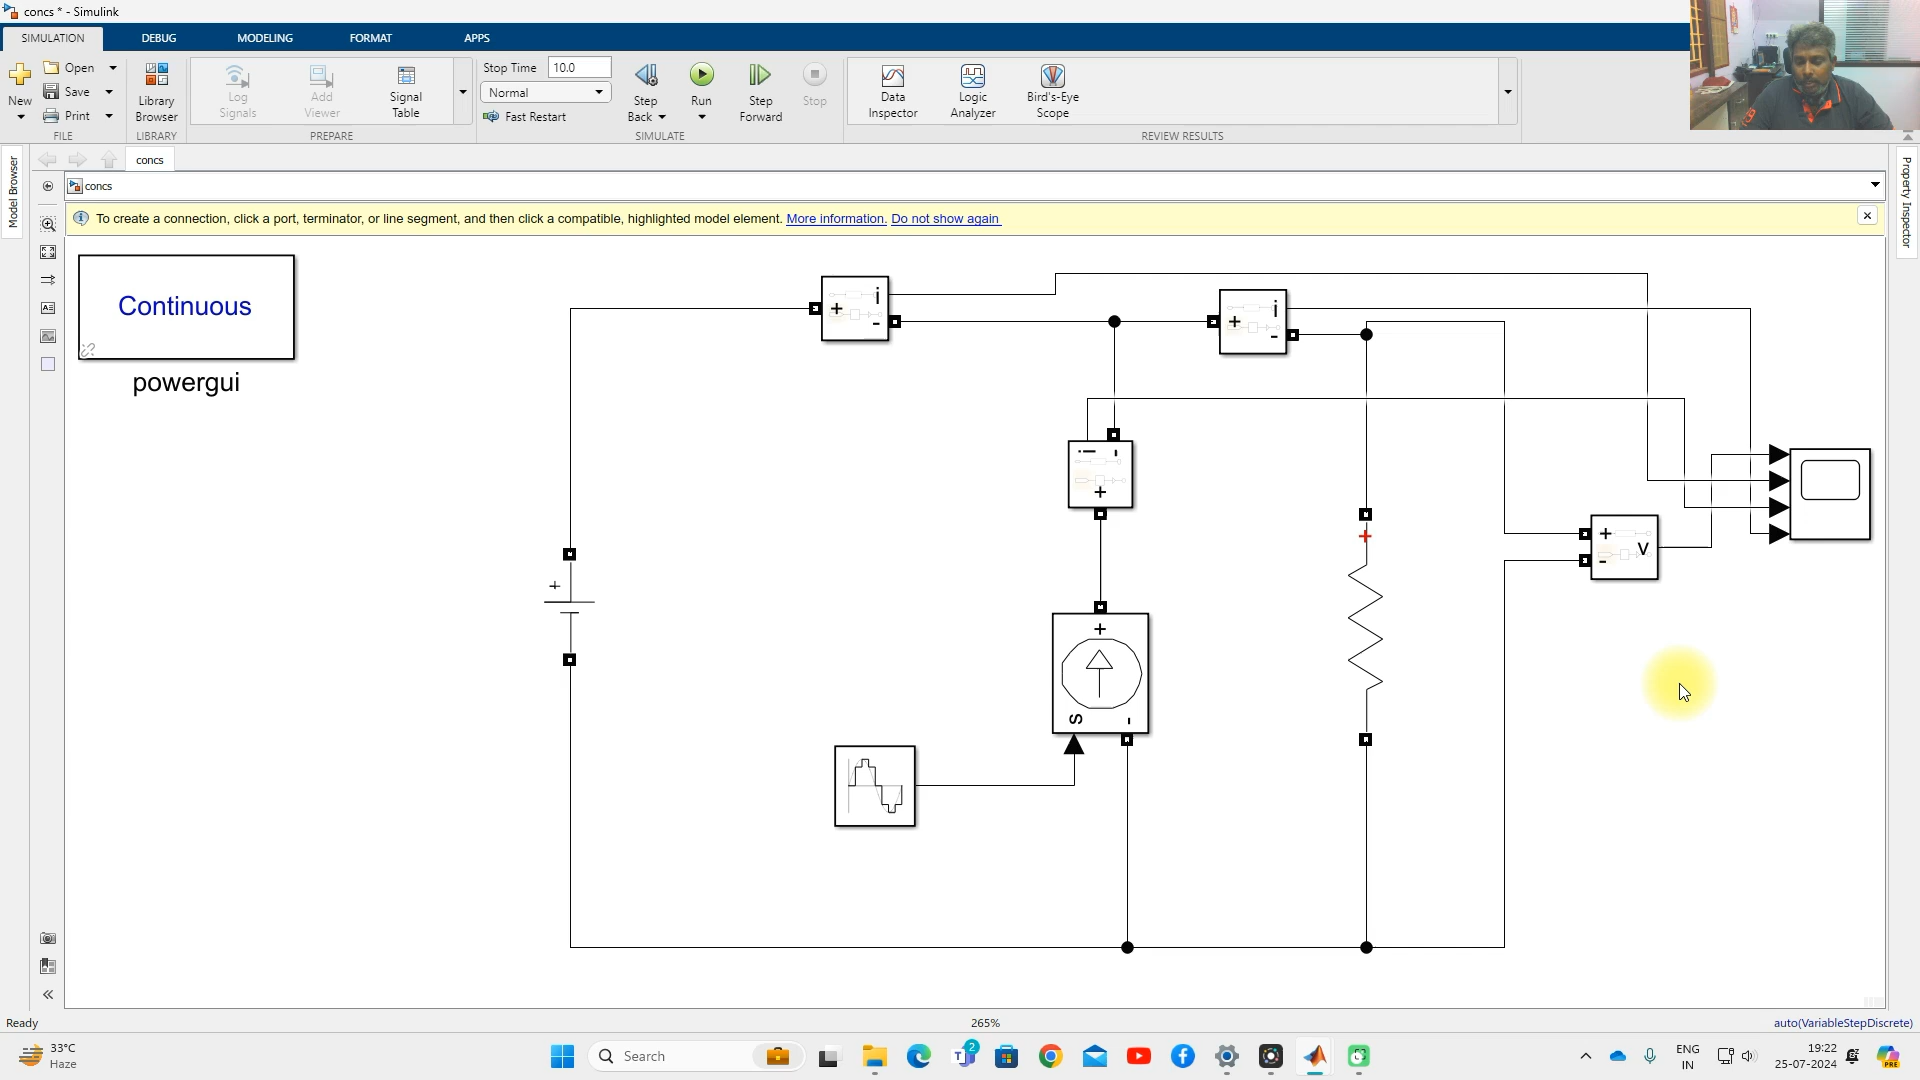 concs * - Simulink
SIMULATION DEBUG MODELING FORMAT APPS
New
Open
Save
Print
FILE
Library
Browser
LIBRARY
Log
Signals
Add
Viewer
Signal
Table
PREPARE
Stop Time 10.0
Normal
Fast Restart
Step
Back
Run
Step
Forward
Stop
SIMULATE
Data
Inspector
Logic
Analyzer
Bird's-Eye
Scope
REVIEW RESULTS
concs
concs
Model Browser
Property Inspector
To create a connection, click a port, terminator, or line segment, and then click a compatible, highlighted model element. More information. Do not show again
Continuous
powergui
+ i -
+ i -
i -
+
+
+
+
s -
+ v -
Ready
265%
auto(VariableStepDiscrete)
33°C
Haze
Search
2
ENG
IN
19:22
25-07-2024
PRE